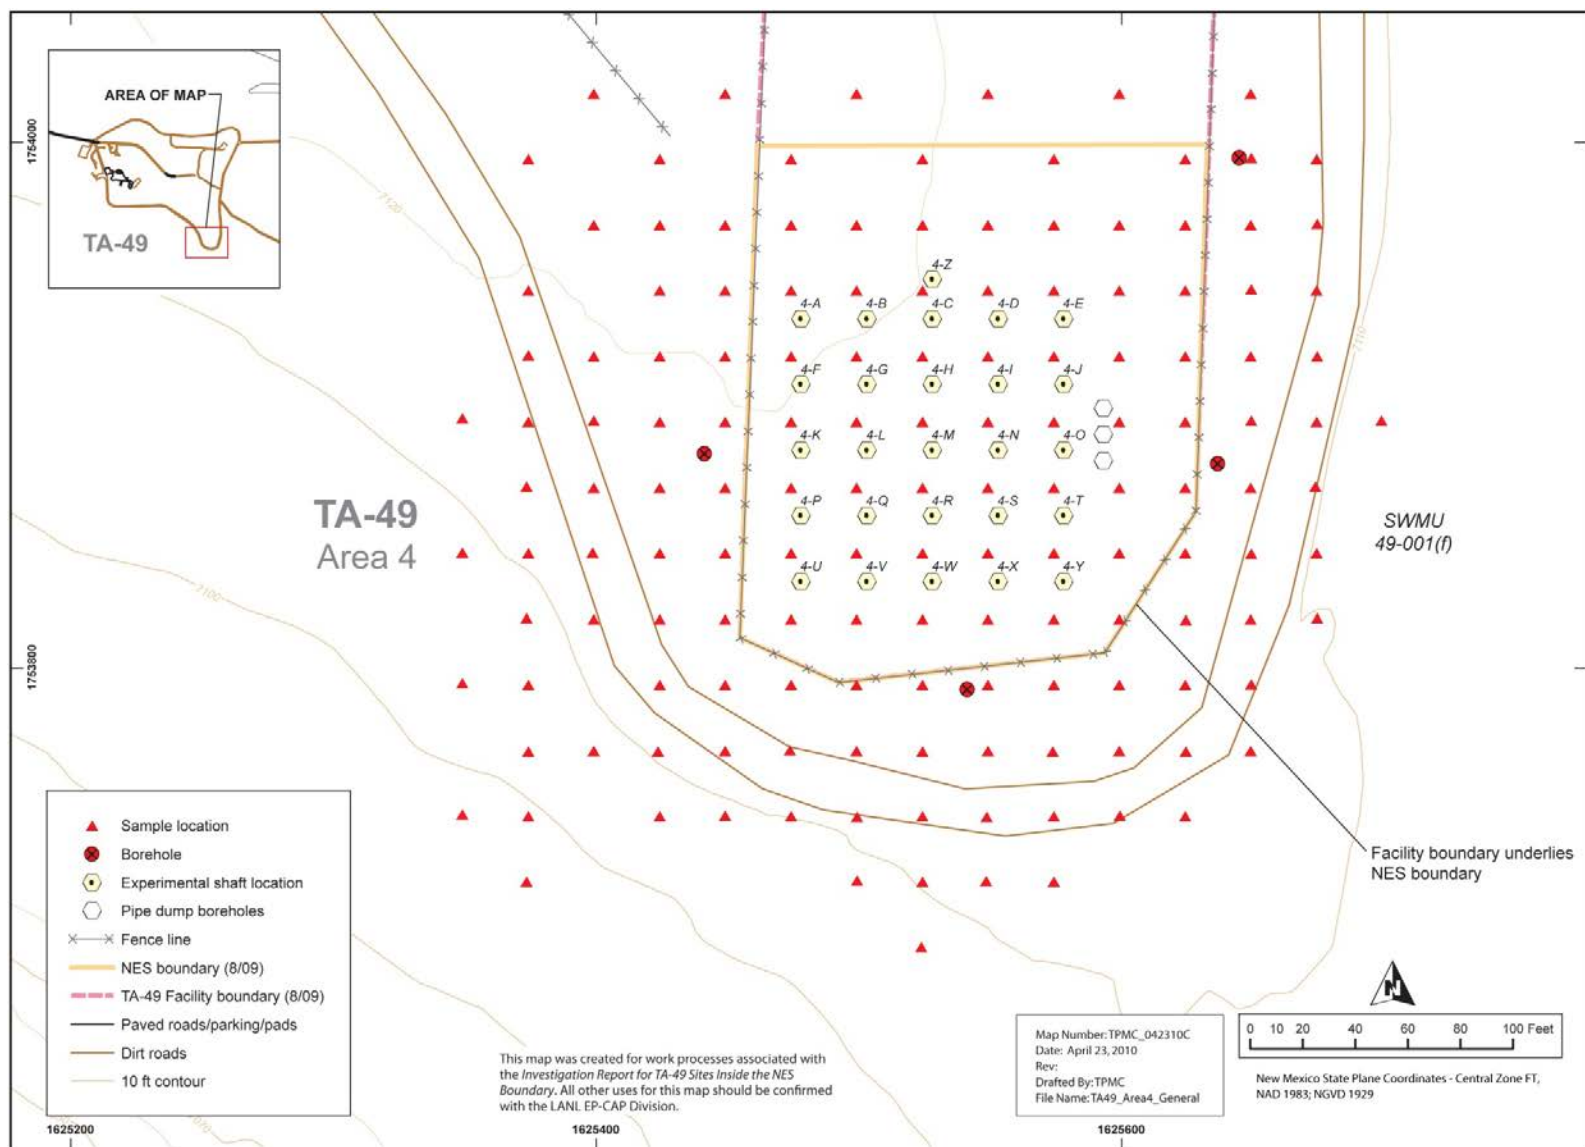 AREA OF MAP
TA-49
1754000
1753800
7120
7110
7100
7070
4-Z
4-A 4-B 4-C 4-D 4-E
4-F 4-G 4-H 4-I 4-J
4-K 4-L 4-M 4-N 4-O
4-P 4-Q 4-R 4-S 4-T
4-U 4-V 4-W 4-X 4-Y
TA-49
Area 4
SWMU
49-001(f)
Facility boundary underlies
NES boundary
Sample location
Borehole
Experimental shaft location
Pipe dump boreholes
Fence line
NES boundary (8/09)
TA-49 Facility boundary (8/09)
Paved roads/parking/pads
Dirt roads
10 ft contour
This map was created for work processes associated with
the Investigation Report for TA-49 Sites Inside the NES
Boundary. All other uses for this map should be confirmed
with the LANL EP-CAP Division.
Map Number: TPMC_042310C
Date: April 23, 2010
Rev:
Drafted By: TPMC
File Name: TA49_Area4_General
N
0 10 20 40 60 80 100 Feet
New Mexico State Plane Coordinates - Central Zone FT,
NAD 1983; NGVD 1929
1625200 1625400 1625600